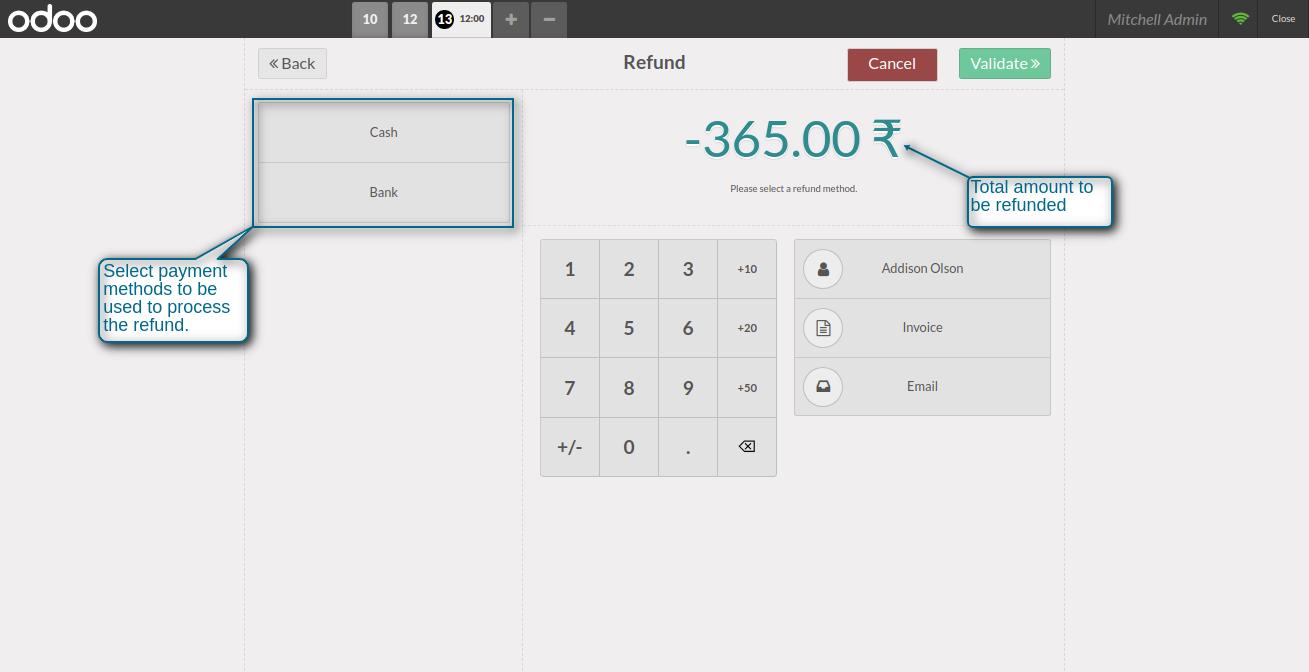 odoo
10
12
13 12:00
+
-
Mitchell Admin
Close
Back
Refund
Cancel
Validate
Cash
Bank
-365.00 ₹
Please select a refund method.
Total amount to
be refunded
Select payment
methods to be
used to process
the refund.
1 2 3 +10
4 5 6 +20
7 8 9 +50
+/- 0 .
Addison Olson
Invoice
Email